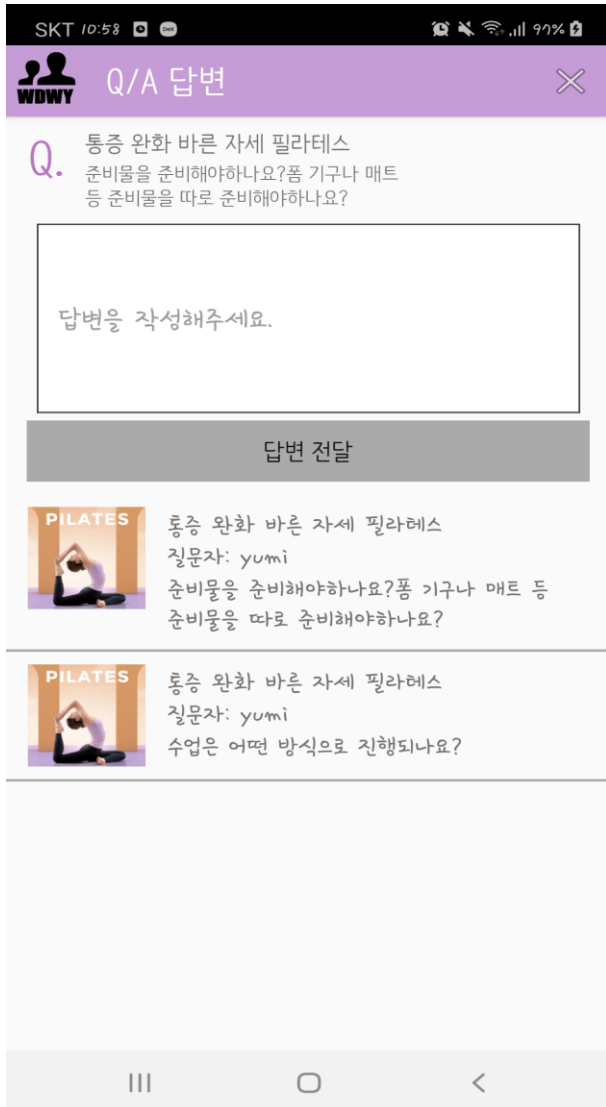 SKT 10:58
97%
WDWY
Q/A 답변
Q.
통증 완화 바른 자세 필라테스
준비물을 준비해야하나요?폼 기구나 매트
등 준비물을 따로 준비해야하나요?
답변을 작성해주세요.
답변 전달
PILATES
통증 완화 바른 자세 필라테스
질문자: yumi
준비물을 준비해야하나요?폼 기구나 매트 등
준비물을 따로 준비해야하나요?
PILATES
통증 완화 바른 자세 필라테스
질문자: yumi
수업은 어떤 방식으로 진행되나요?